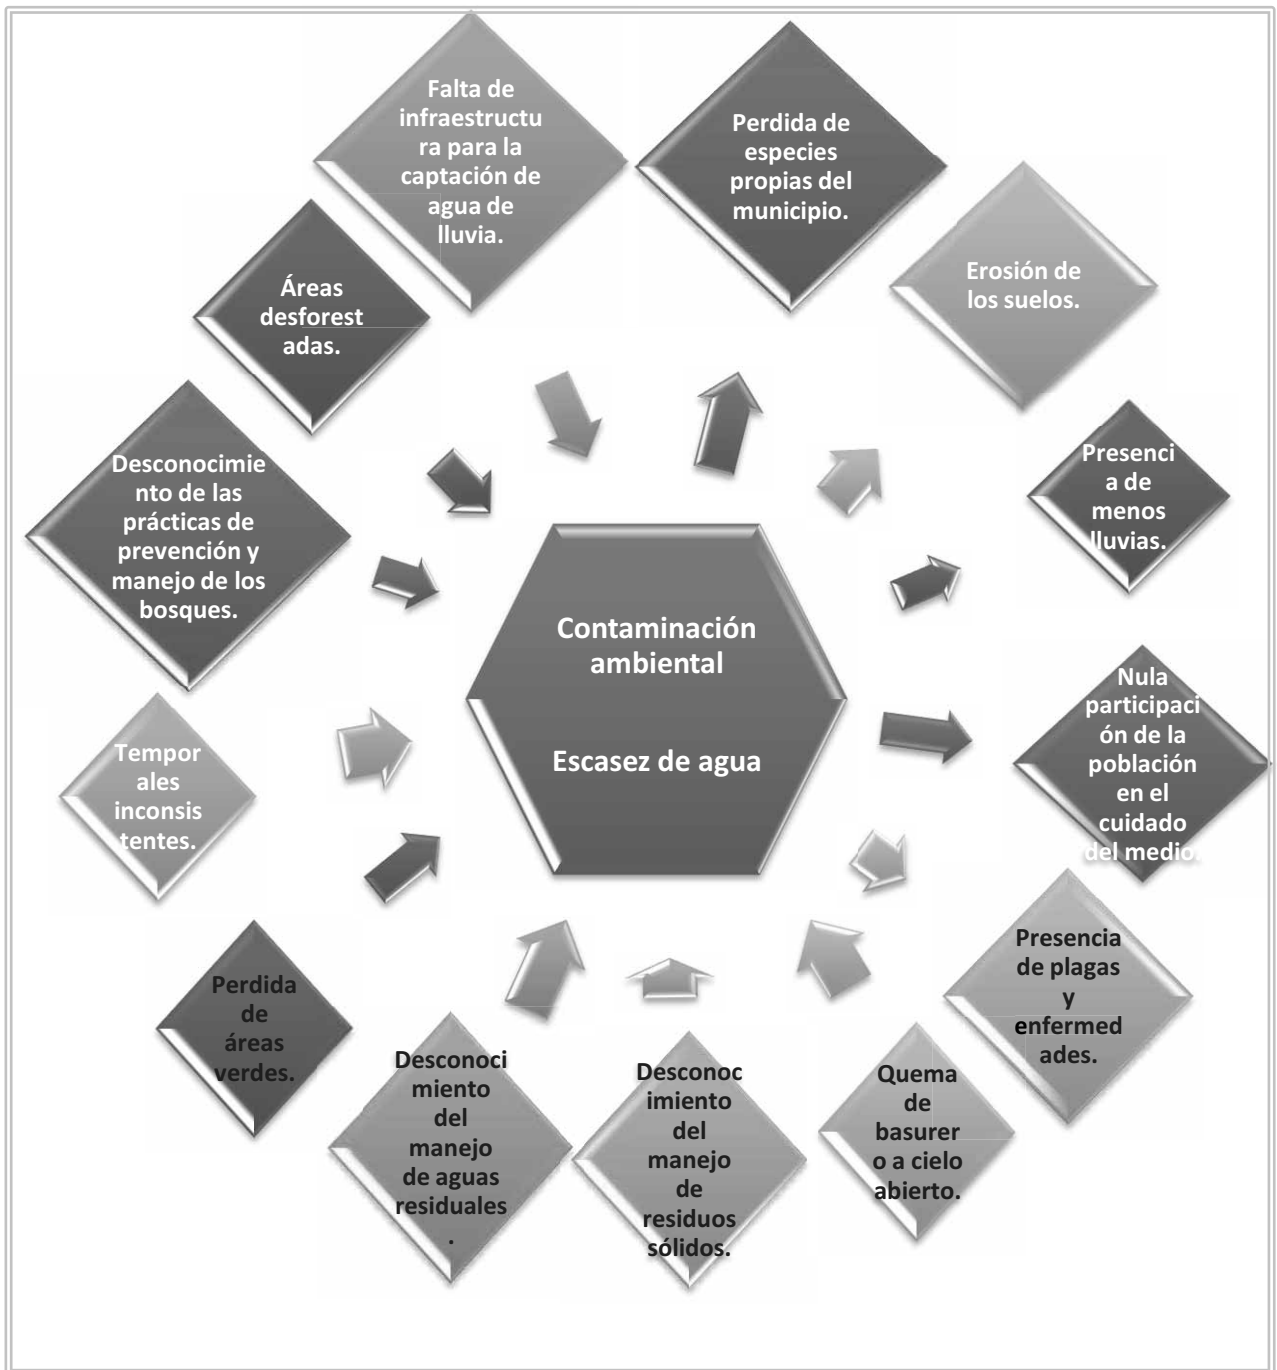 Falta de
infraestructu
ra para la
captación de
agua de
lluvia.
Perdida de
especies
propias del
municipio.
Erosión de
los suelos.
Presenci
a de
menos
lluvias.
Nula
participaci
ón de la
población
en el
cuidado
del medio.
Presencia
de plagas
y
enfermed
ades.
Quema
de
basurer
o a cielo
abierto.
Desconoc
imiento
del
manejo
de
residuos
sólidos.
Desconoci
miento
del
manejo
de aguas
residuales
.
Perdida
de
áreas
verdes.
Tempor
ales
inconsis
tentes.
Desconocimie
nto de las
prácticas de
prevención y
manejo de los
bosques.
Áreas
desforest
adas.
Contaminación
ambiental
Escasez de agua